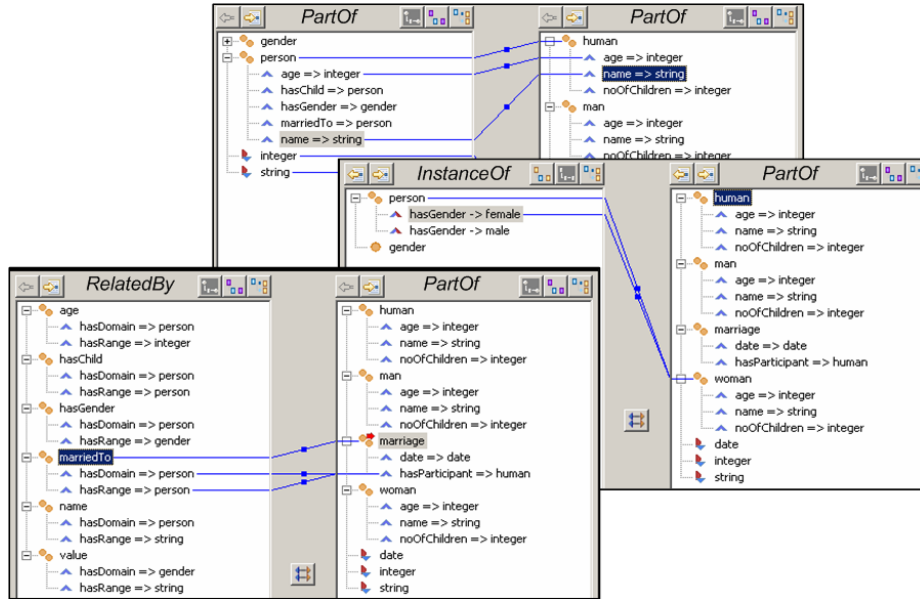 PartOf
gender
person
age => integer
hasChild => person
hasGender => gender
marriedTo => person
name => string
integer
string
PartOf
human
age => integer
name => string
noOfChildren => integer
man
age => integer
name => string
noOfChildren => integer
InstanceOf
person
hasGender -> female
hasGender -> male
gender
PartOf
human
age => integer
name => string
noOfChildren => integer
man
age => integer
name => string
noOfChildren => integer
marriage
date => date
hasParticipant => human
woman
age => integer
name => string
noOfChildren => integer
date
integer
string
RelatedBy
age
hasDomain => person
hasRange => integer
hasChild
hasDomain => person
hasRange => person
hasGender
hasDomain => person
hasRange => gender
marriedTo
hasDomain => person
hasRange => person
name
hasDomain => person
hasRange => string
value
hasDomain => gender
hasRange => string
PartOf
human
age => integer
name => string
noOfChildren => integer
man
age => integer
name => string
noOfChildren => integer
marriage
date => date
hasParticipant => human
woman
age => integer
name => string
noOfChildren => integer
date
integer
string